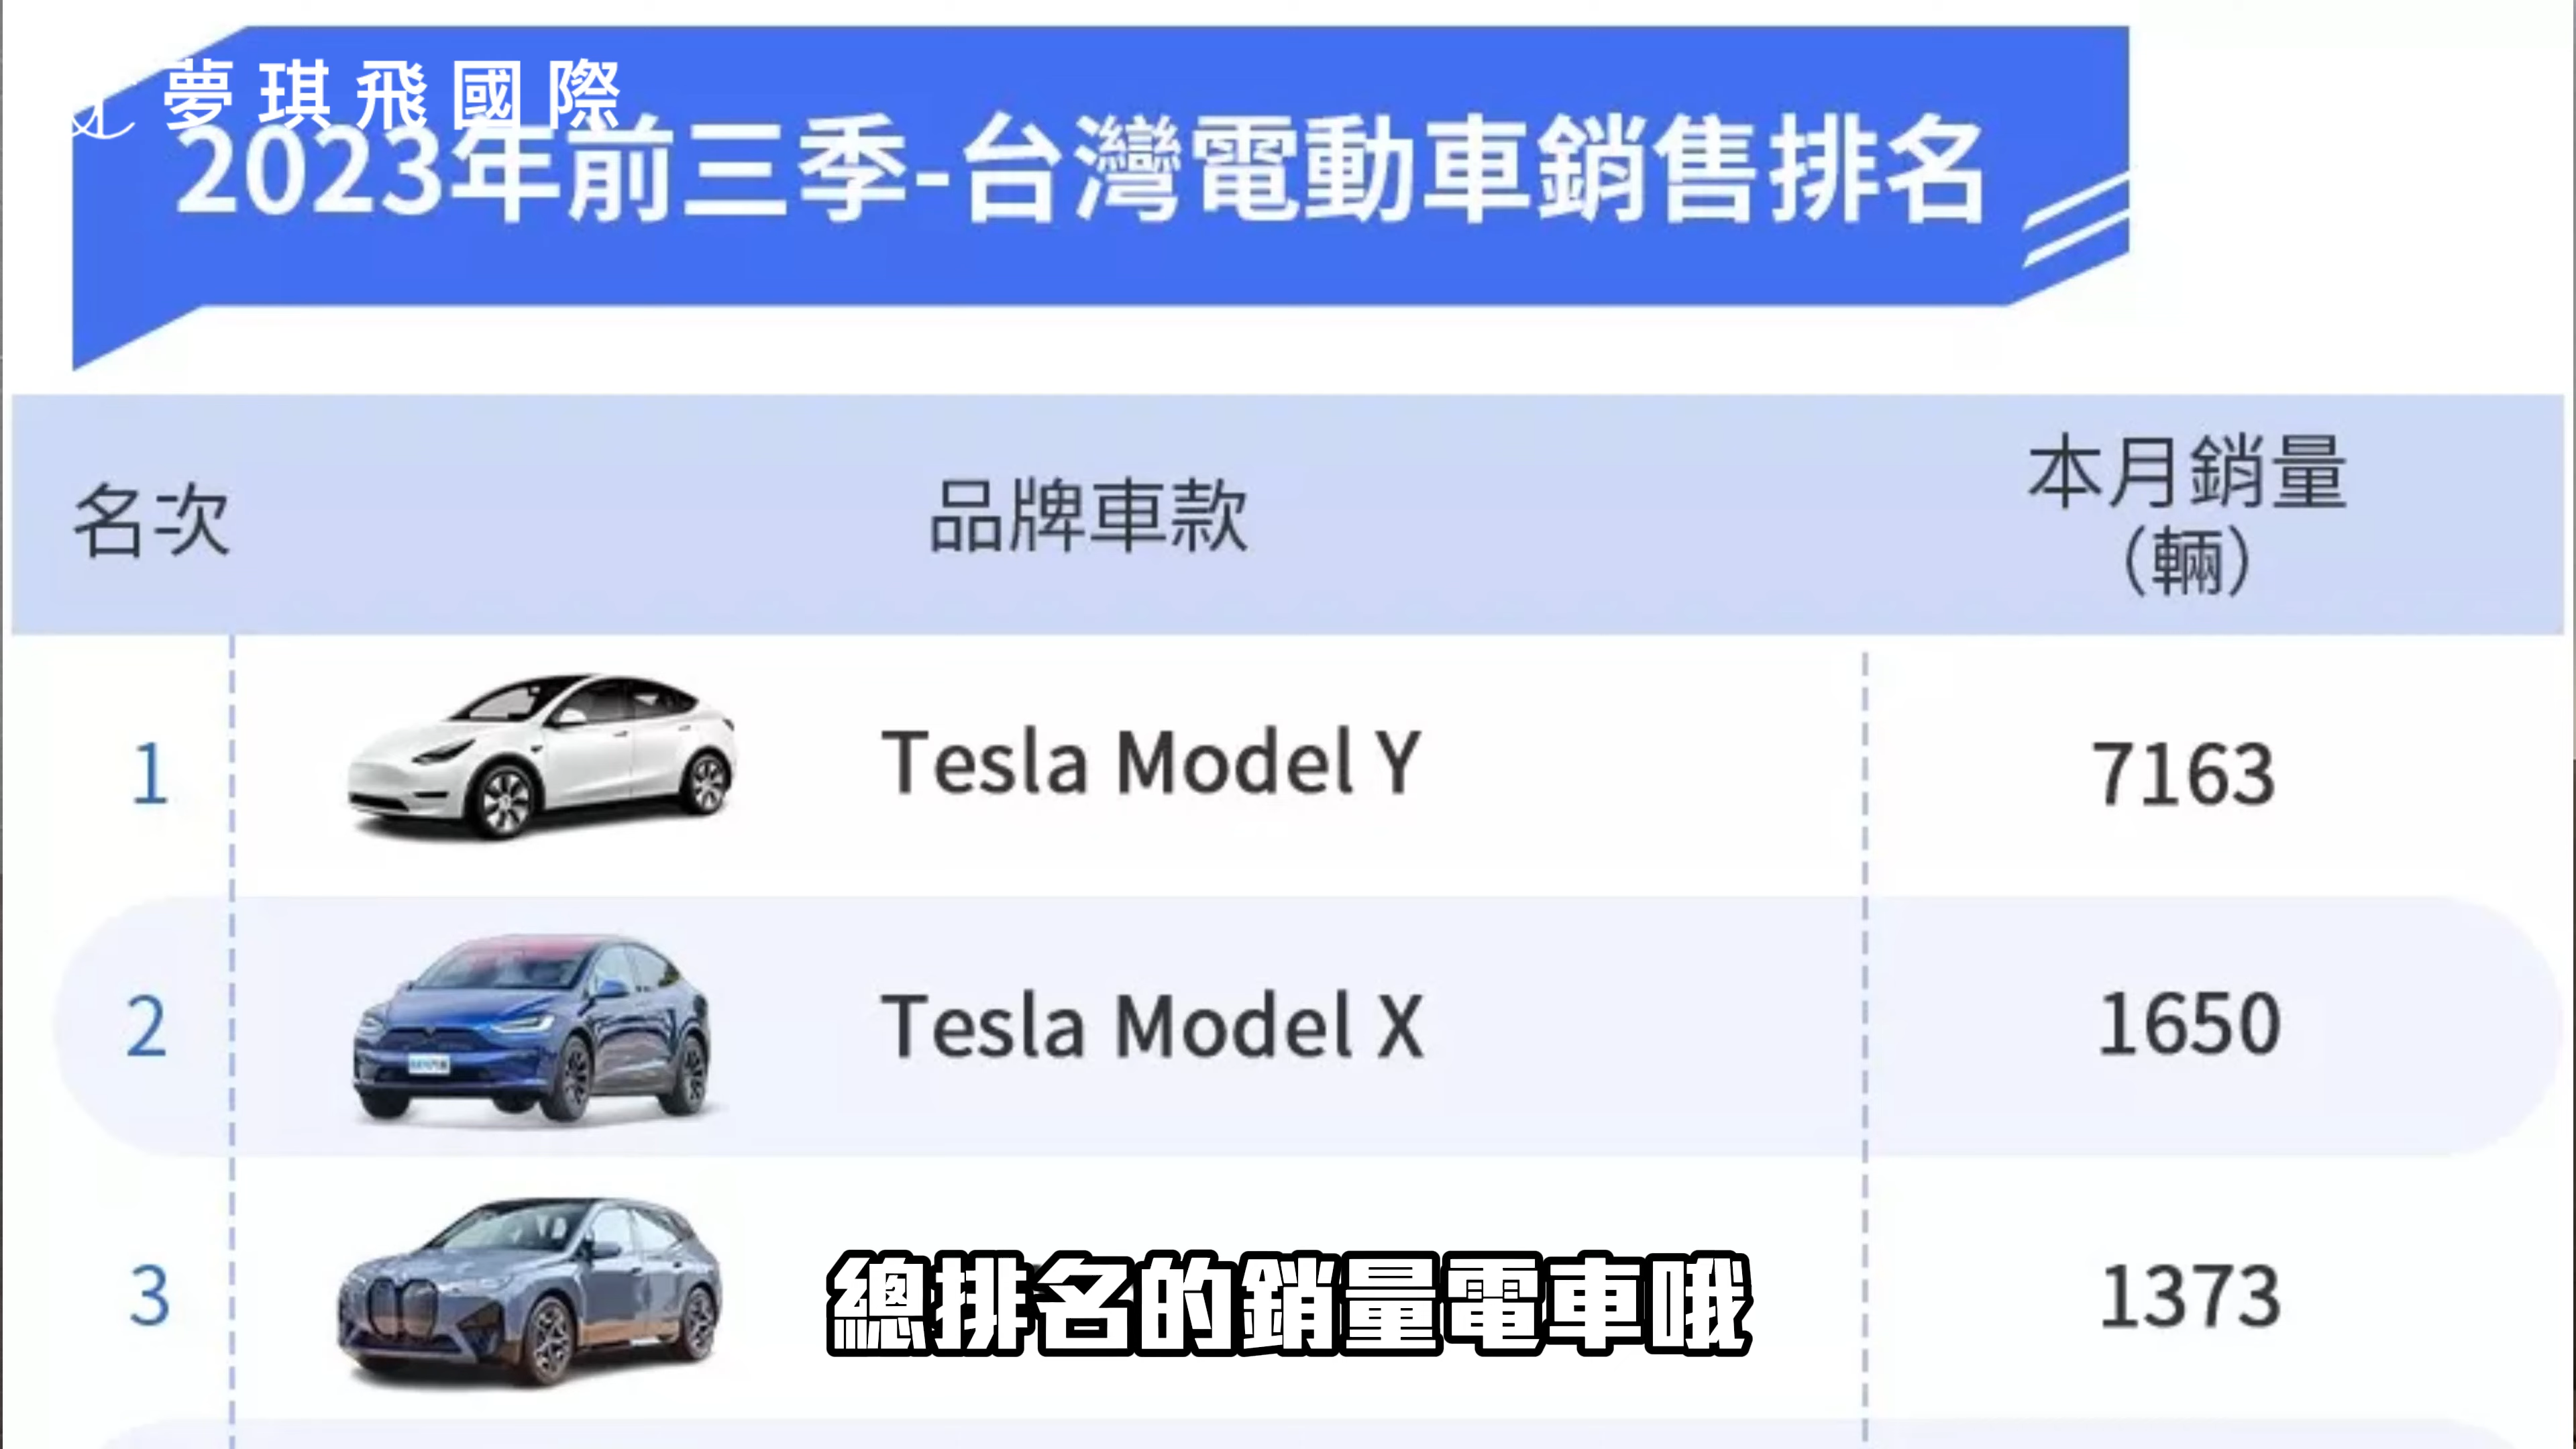 夢琪飛國際
2023年前三季-台灣電動車銷售排名
名次
品牌車款
本月銷量
（輛）
1
Tesla Model Y
7163
2
Tesla Model X
1650
3
總排名的銷量電車哦
1373